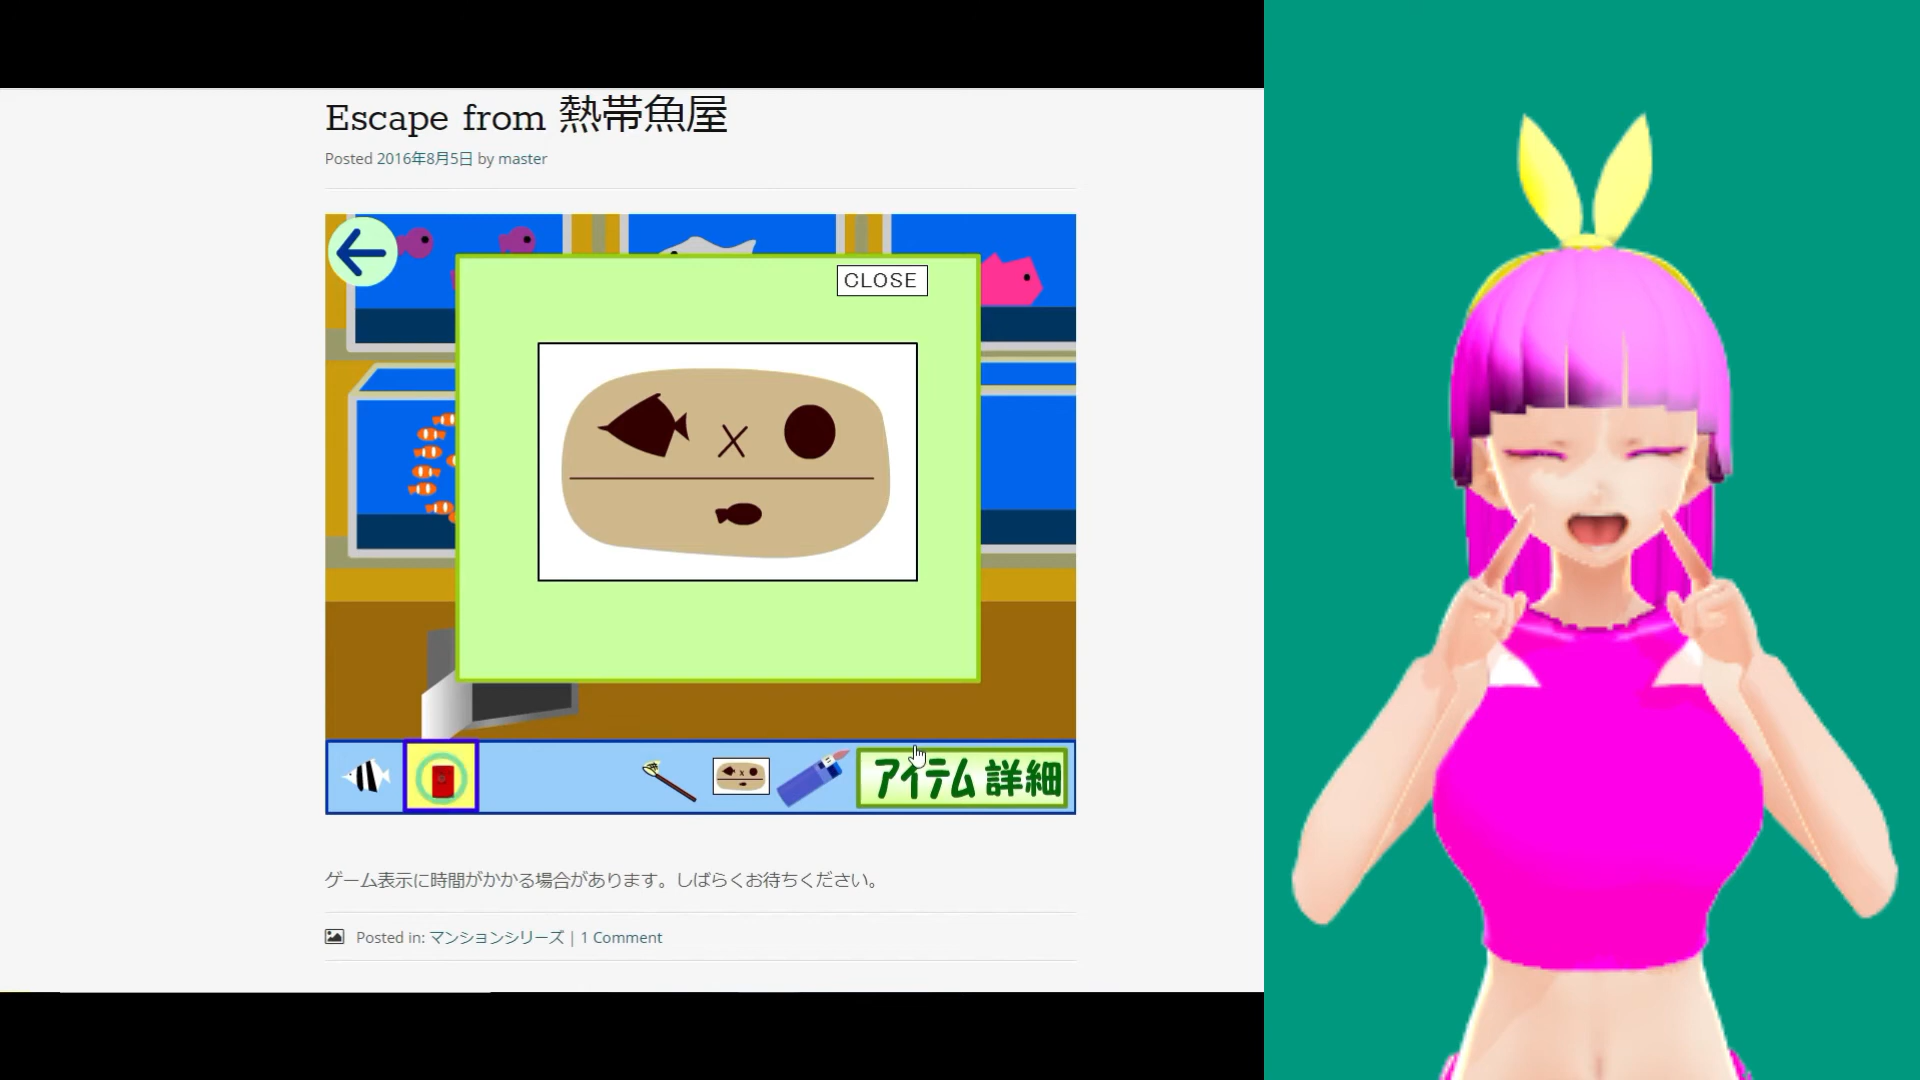 Escape from 熱帯魚屋
Posted 2016年8月5日 by master
CLOSE
アイテム 詳細
ゲーム表示に時間がかかる場合があります。しばらくお待ちください。
Posted in: マンションシリーズ | 1 Comment